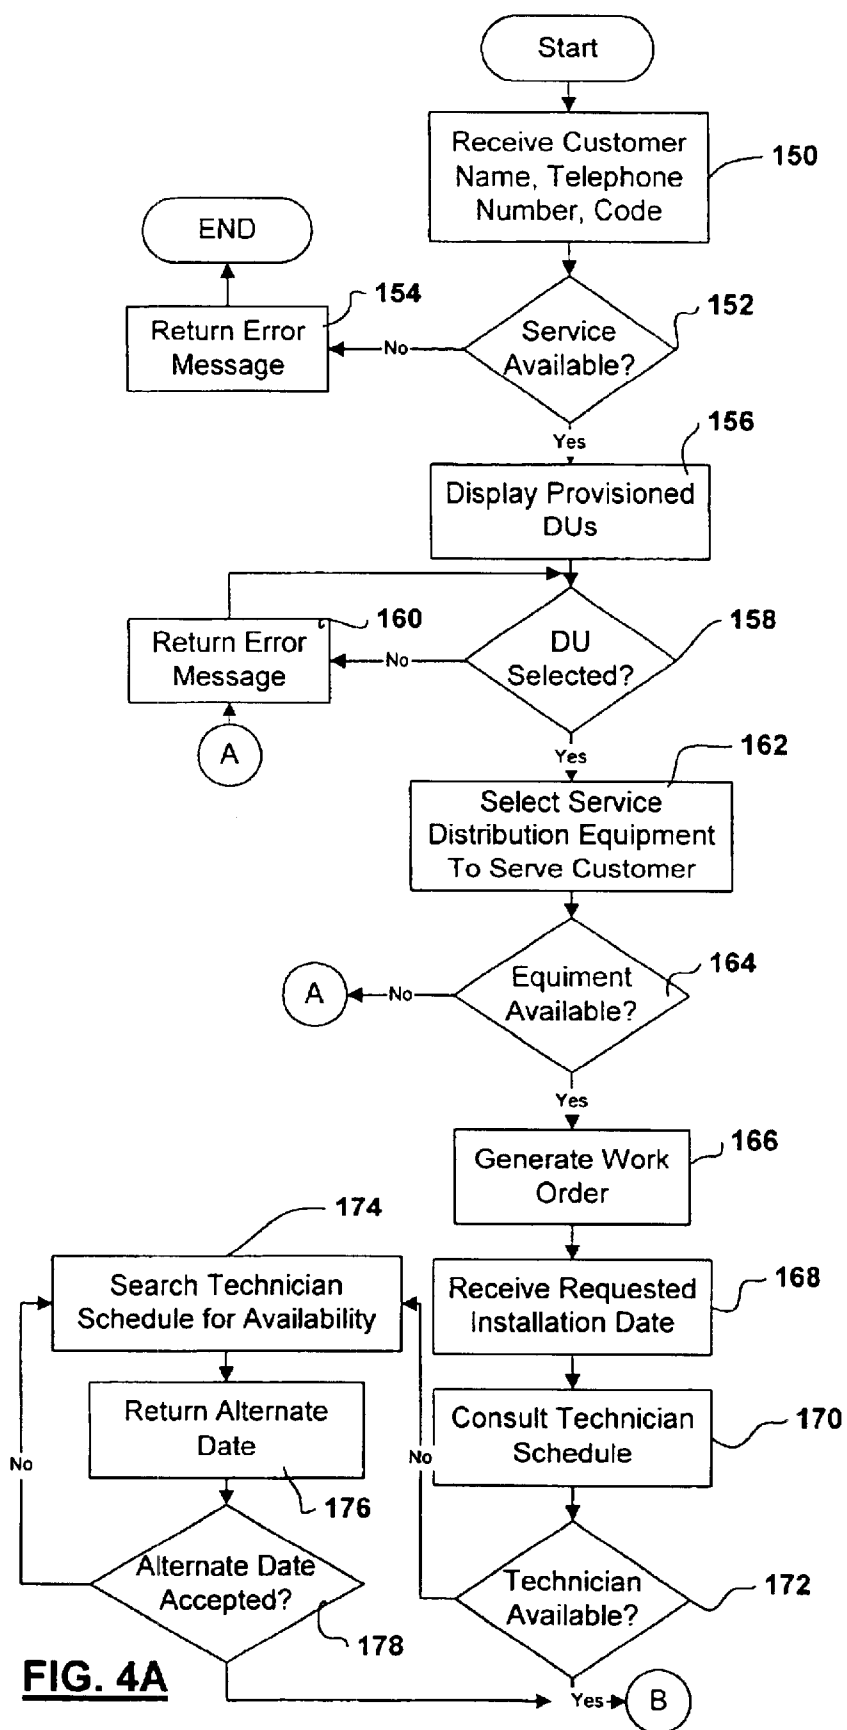 Start
Receive Customer
Name, Telephone
Number, Code
150
END
154
Return Error
Message
No
Service
Available?
152
Yes
156
Display Provisioned
DUs
160
Return Error
Message
No
DU
Selected?
158
A
Yes
162
Select Service
Distribution Equipment
To Serve Customer
A
No
Equiment
Available?
164
Yes
Generate Work
Order
166
174
Search Technician
Schedule for Availability
Receive Requested
Installation Date
168
Return Alternate
Date
176
No
No
Consult Technician
Schedule
170
Alternate Date
Accepted?
178
Technician
Available?
172
Yes
B
FIG. 4A